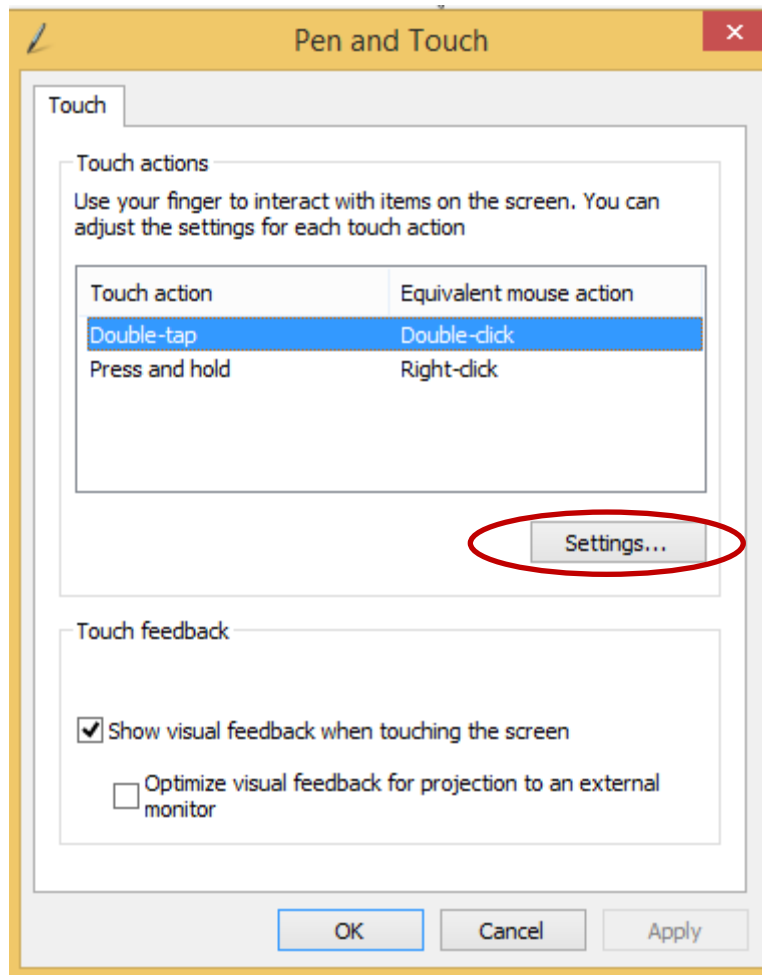 Pen and Touch
Touch
Touch actions
Use your finger to interact with items on the screen. You can
adjust the settings for each touch action
Touch action Equivalent mouse action
Double-tap Double-click
Press and hold Right-click
Settings...
Touch feedback
Show visual feedback when touching the screen
Optimize visual feedback for projection to an external
monitor
OK Cancel Apply